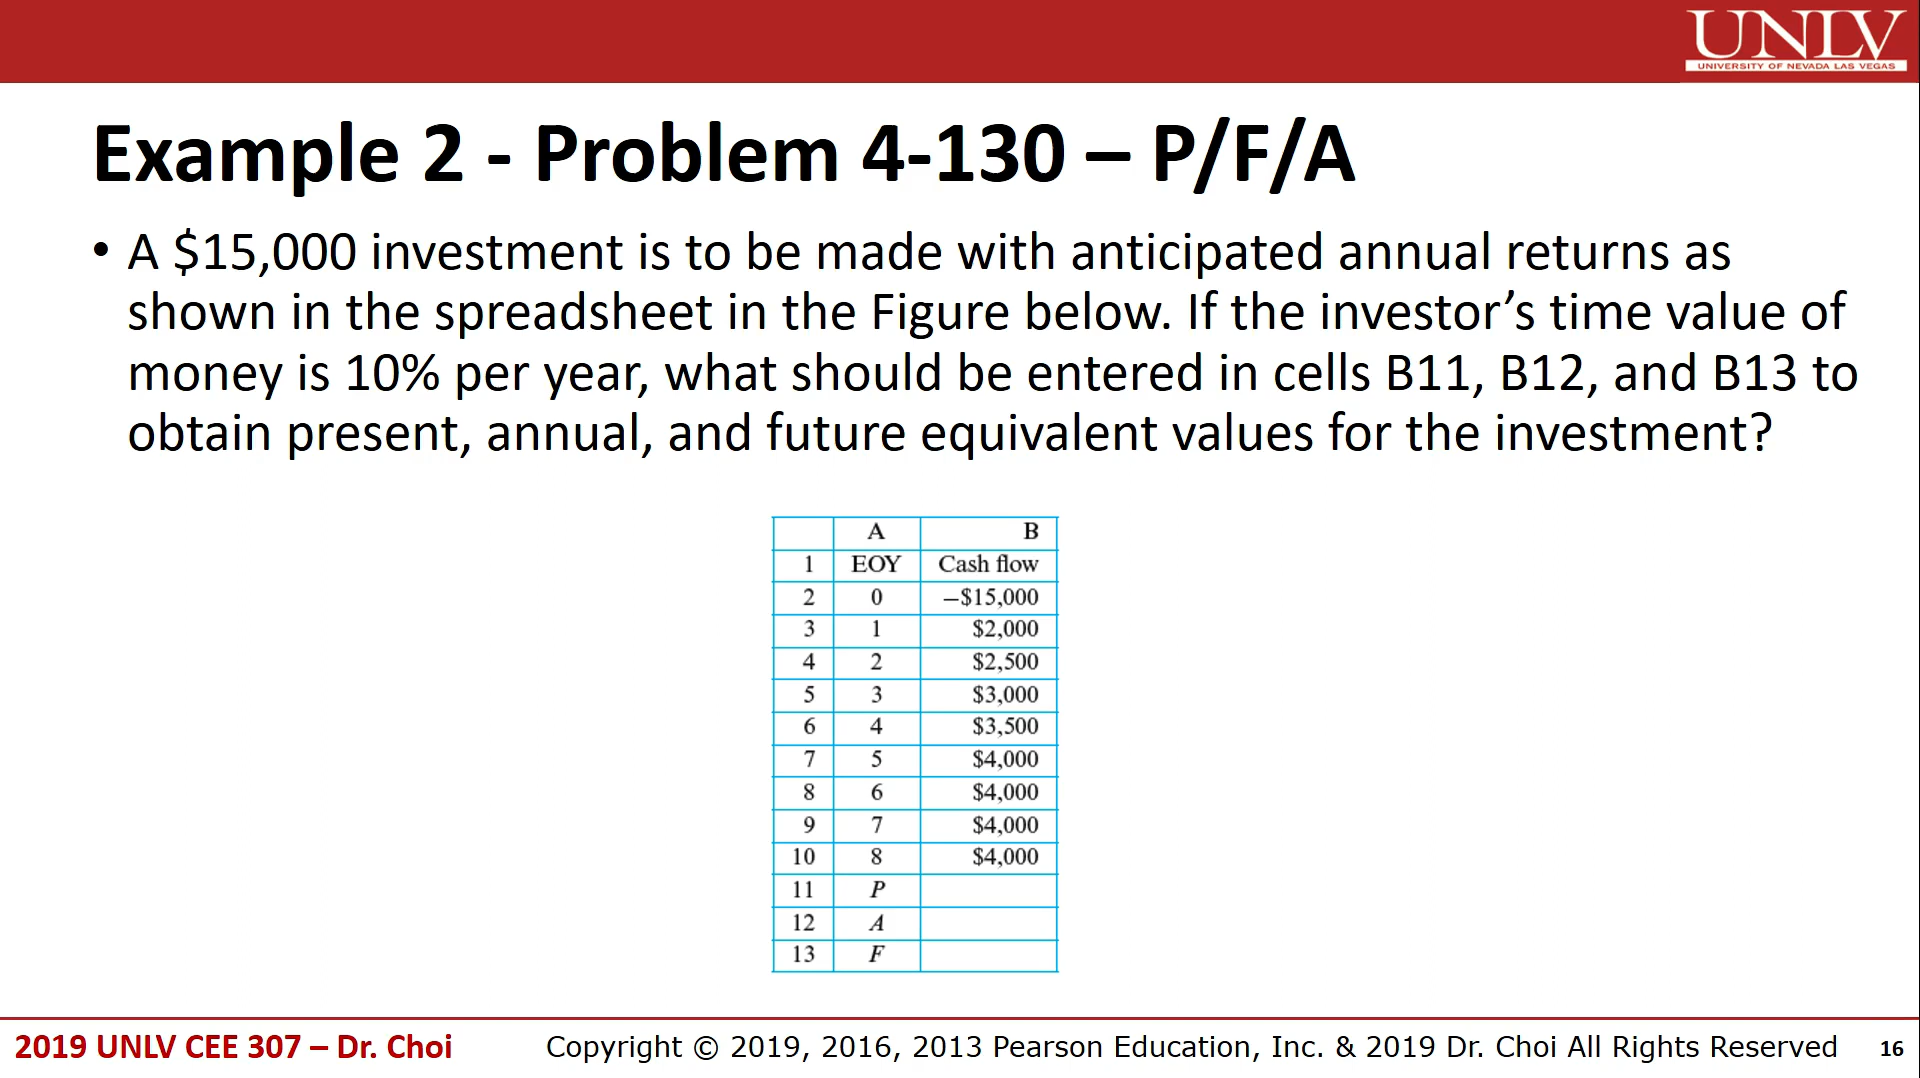 UNLV
UNIVERSITY OF NEVADA LAS VEGAS
Example 2 - Problem 4-130 – P/F/A
• A $15,000 investment is to be made with anticipated annual returns as
shown in the spreadsheet in the Figure below. If the investor’s time value of
money is 10% per year, what should be entered in cells B11, B12, and B13 to
obtain present, annual, and future equivalent values for the investment?
A B
1 EOY Cash flow
2 0 –$15,000
3 1 $2,000
4 2 $2,500
5 3 $3,000
6 4 $3,500
7 5 $4,000
8 6 $4,000
9 7 $4,000
10 8 $4,000
11 P
12 A
13 F
2019 UNLV CEE 307 – Dr. Choi Copyright © 2019, 2016, 2013 Pearson Education, Inc. & 2019 Dr. Choi All Rights Reserved 16